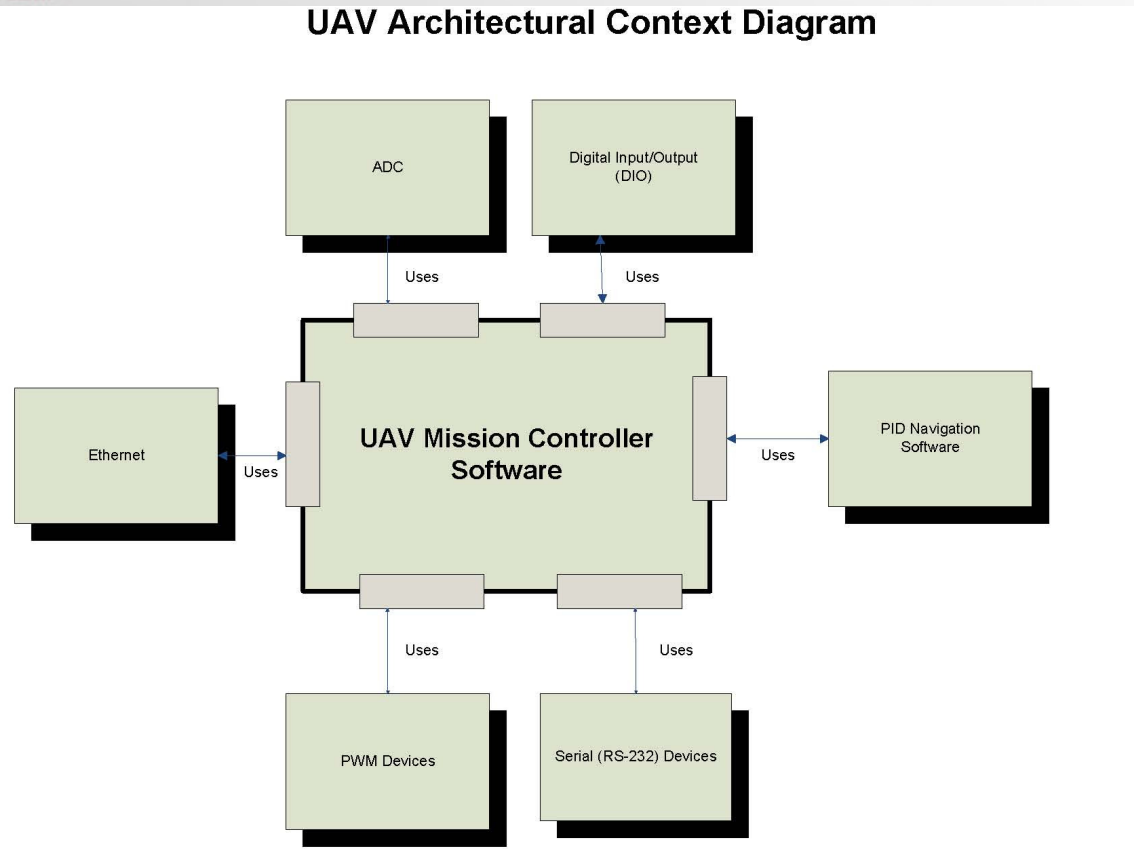 UAV Architectural Context Diagram
ADC
Digital Input/Output
(DIO)
Uses
Uses
UAV Mission Controller
Software
PID Navigation
Software
Ethernet
Uses
Uses
Uses
Uses
PWM Devices
Serial (RS-232) Devices